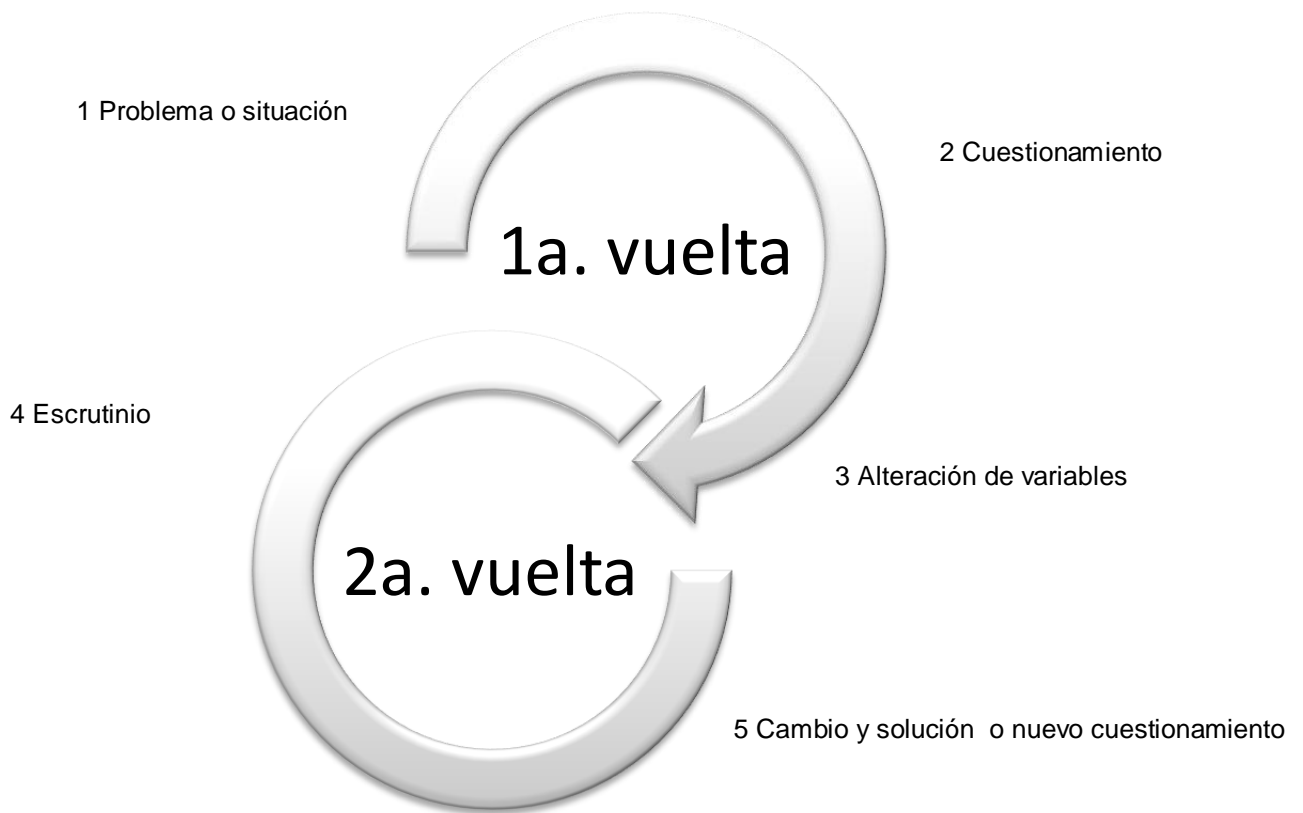 1 Problema o situación
2 Cuestionamiento
1a. vuelta
3 Alteración de variables
4 Escrutinio
2a. vuelta
5 Cambio y solución  o nuevo cuestionamiento